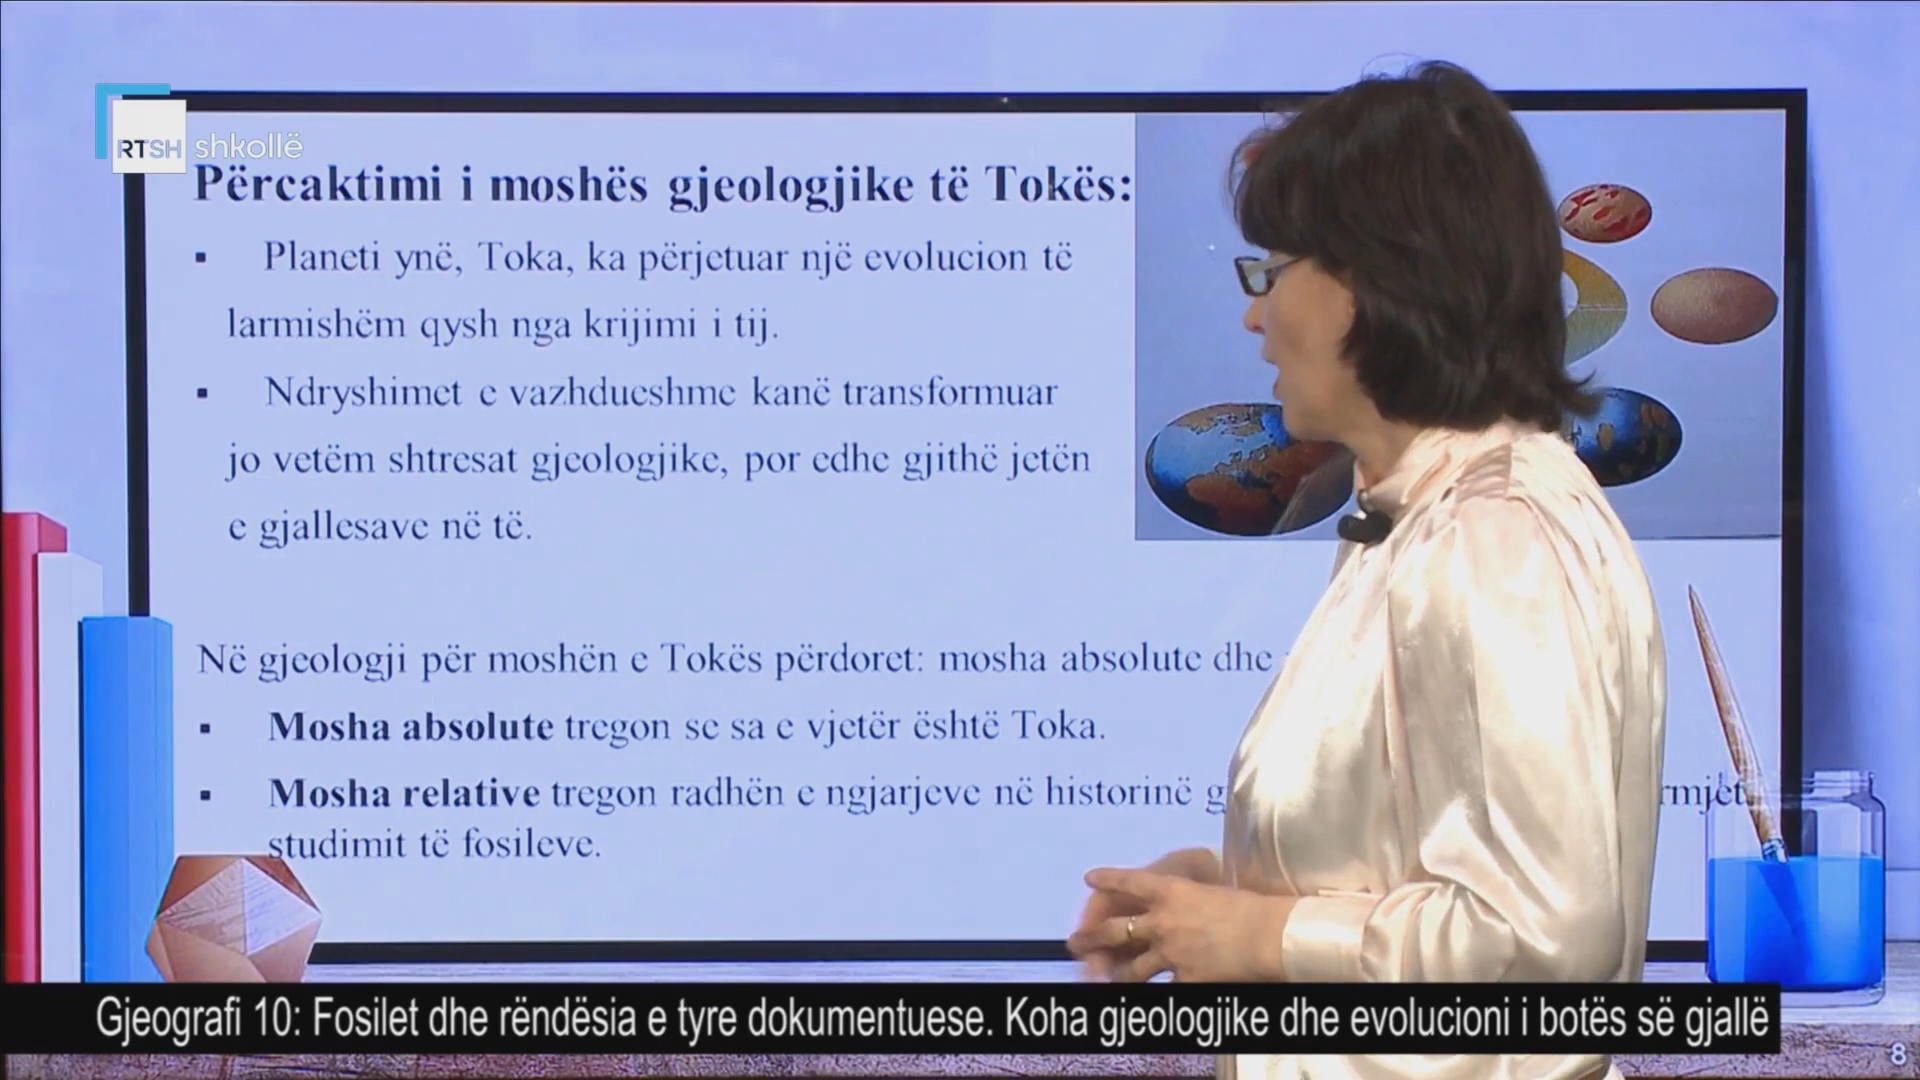 RTSH shkollë
Përcaktimi i moshës gjeologjike të Tokës:
▪ Planeti ynë, Toka, ka përjetuar një evolucion të
larmishëm qysh nga krijimi i tij.
▪ Ndryshimet e vazhdueshme kanë transformuar
jo vetëm shtresat gjeologjike, por edhe gjithë jetën
e gjallesave në të.
Në gjeologji për moshën e Tokës përdoret: mosha absolute dhe
▪ Mosha absolute tregon se sa e vjetër është Toka.
▪ Mosha relative tregon radhën e ngjarjeve në historinë
studimit të fosileve.
Gjeografi 10: Fosilet dhe rëndësia e tyre dokumentuese. Koha gjeologjike dhe evolucioni i botës së gjallë
8